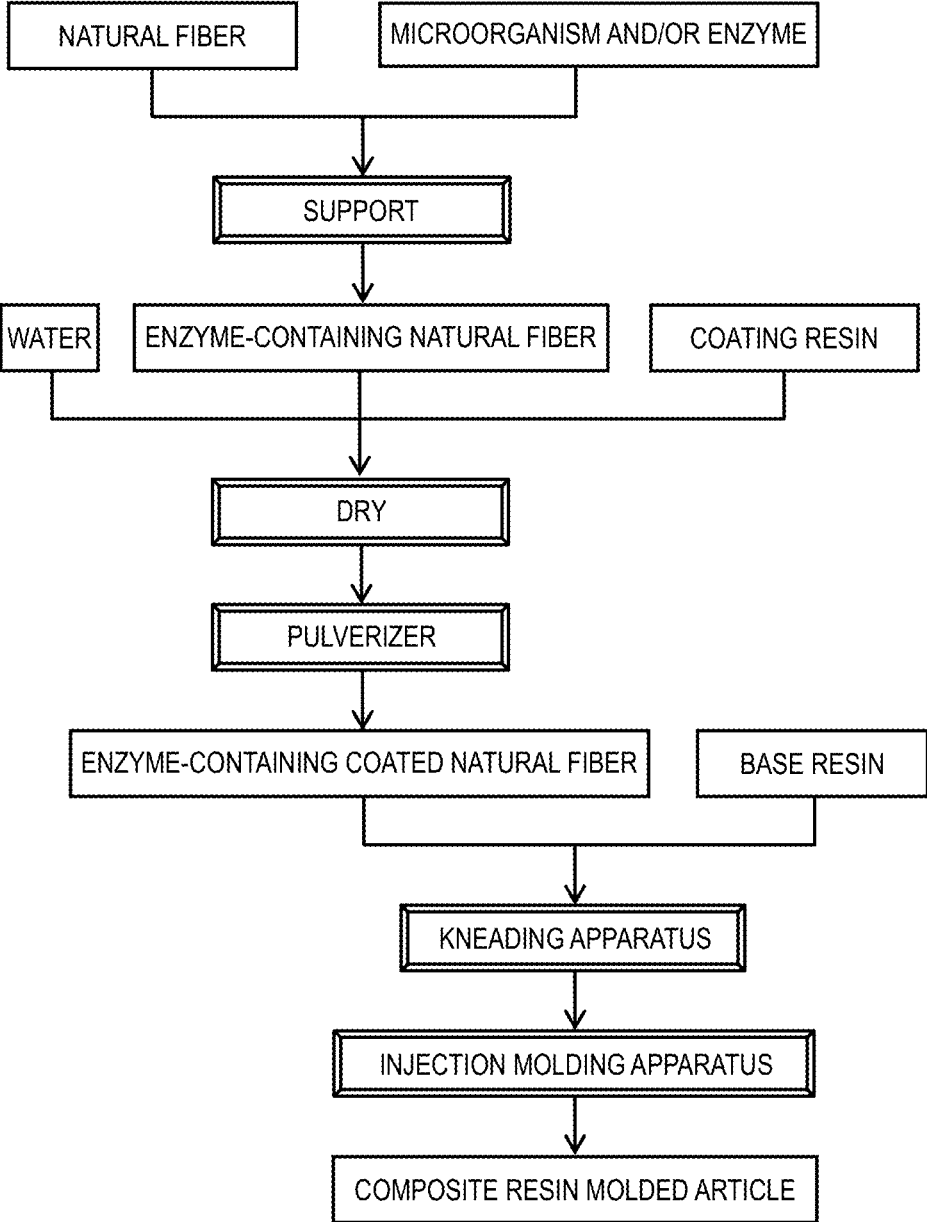 NATURAL FIBER
MICROORGANISM AND/OR ENZYME
SUPPORT
WATER
ENZYME-CONTAINING NATURAL FIBER
COATING RESIN
DRY
PULVERIZER
ENZYME-CONTAINING COATED NATURAL FIBER
BASE RESIN
KNEADING APPARATUS
INJECTION MOLDING APPARATUS
COMPOSITE RESIN MOLDED ARTICLE